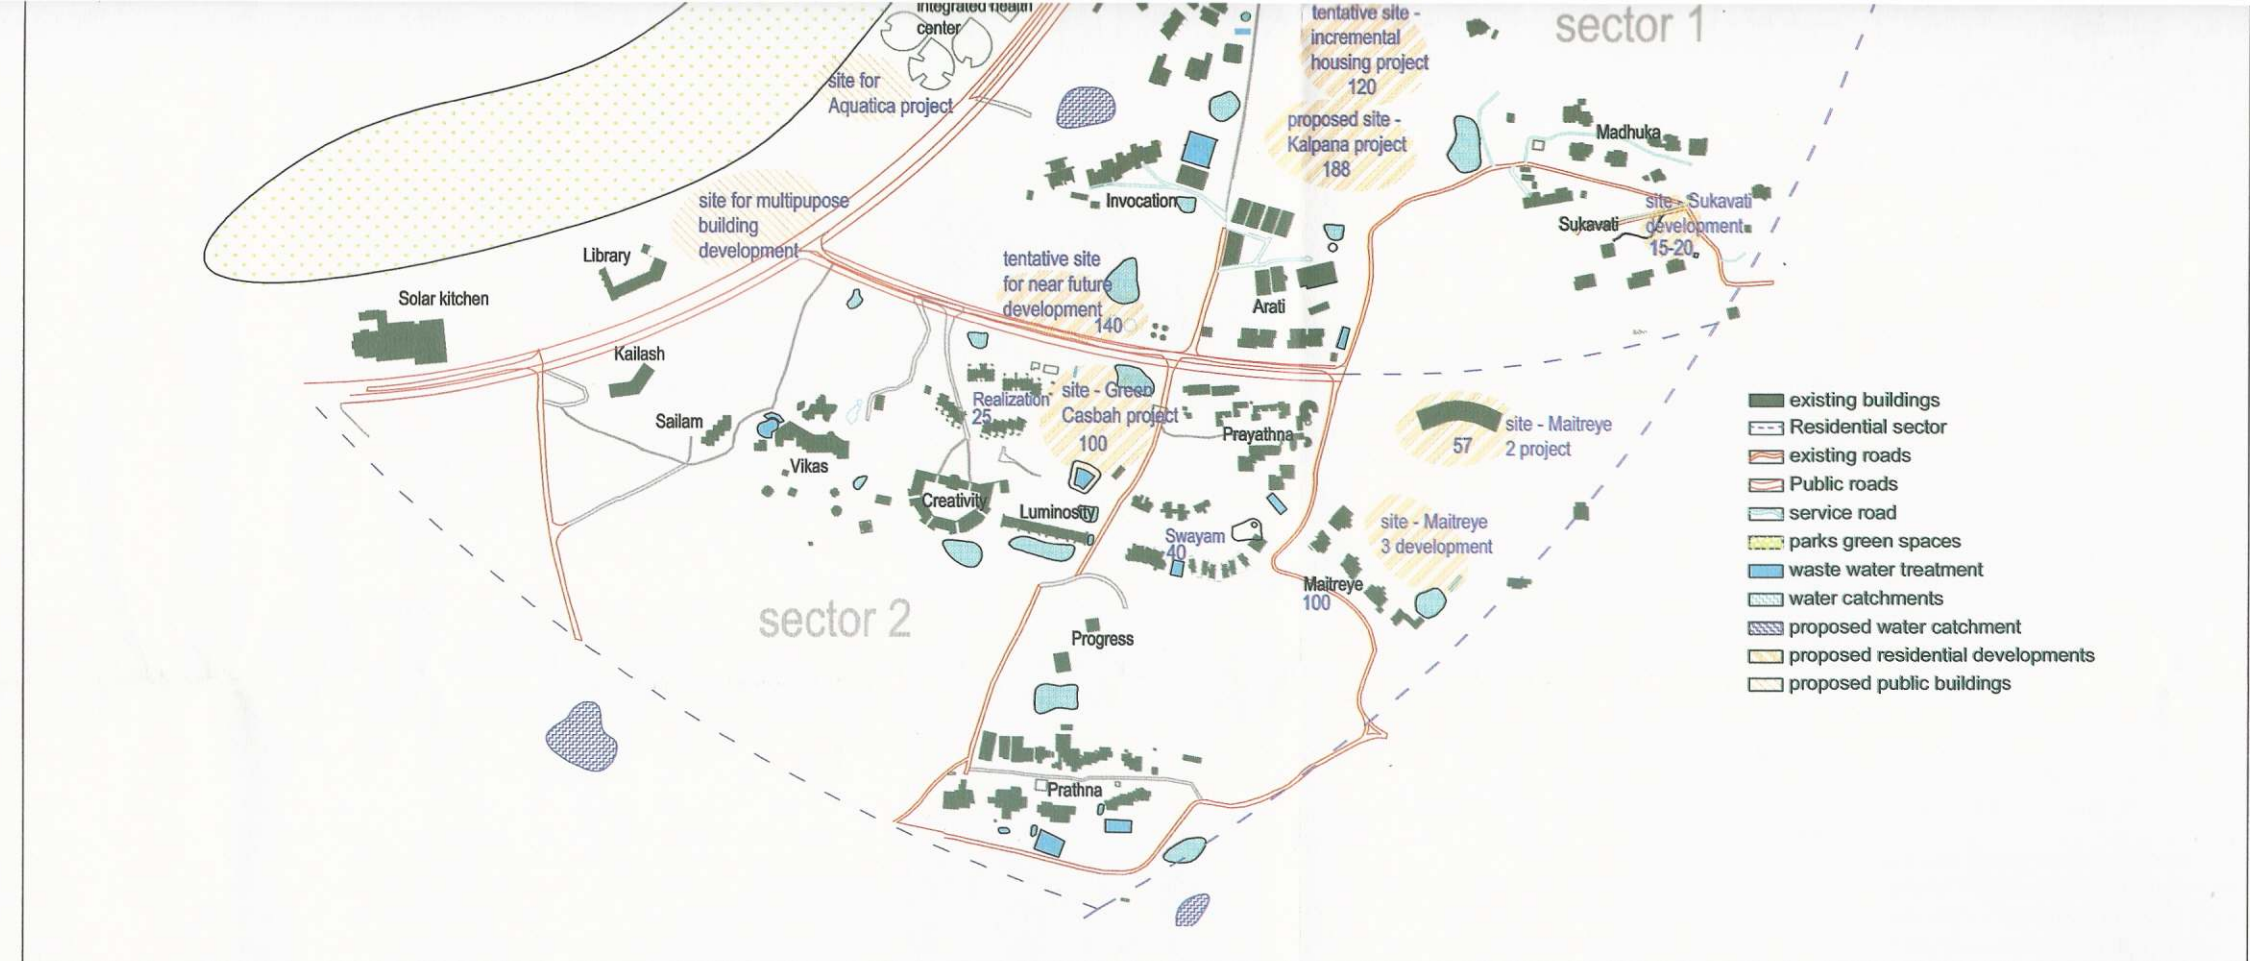 integrated health
center
site for
Aquatica project
tentative site -
incremental
housing project
120
sector 1
proposed site -
Kalpana project
188
Madhuka
site for multipupose
building
development
Invocation
Sukavati
site - Sukavati
development
15-20
Library
Solar kitchen
tentative site
for near future
development
140
Arati
Kailash
Sailam
Vikas
Realization
25
site - Green
Casbah project
100
Prayathna
57
site - Maitreye
2 project
Creativity
Luminosity
Swayam
40
site - Maitreye
3 development
Maitreye
100
sector 2
Progress
Prathna
existing buildings
Residential sector
existing roads
Public roads
service road
parks green spaces
waste water treatment
water catchments
proposed water catchment
proposed residential developments
proposed public buildings